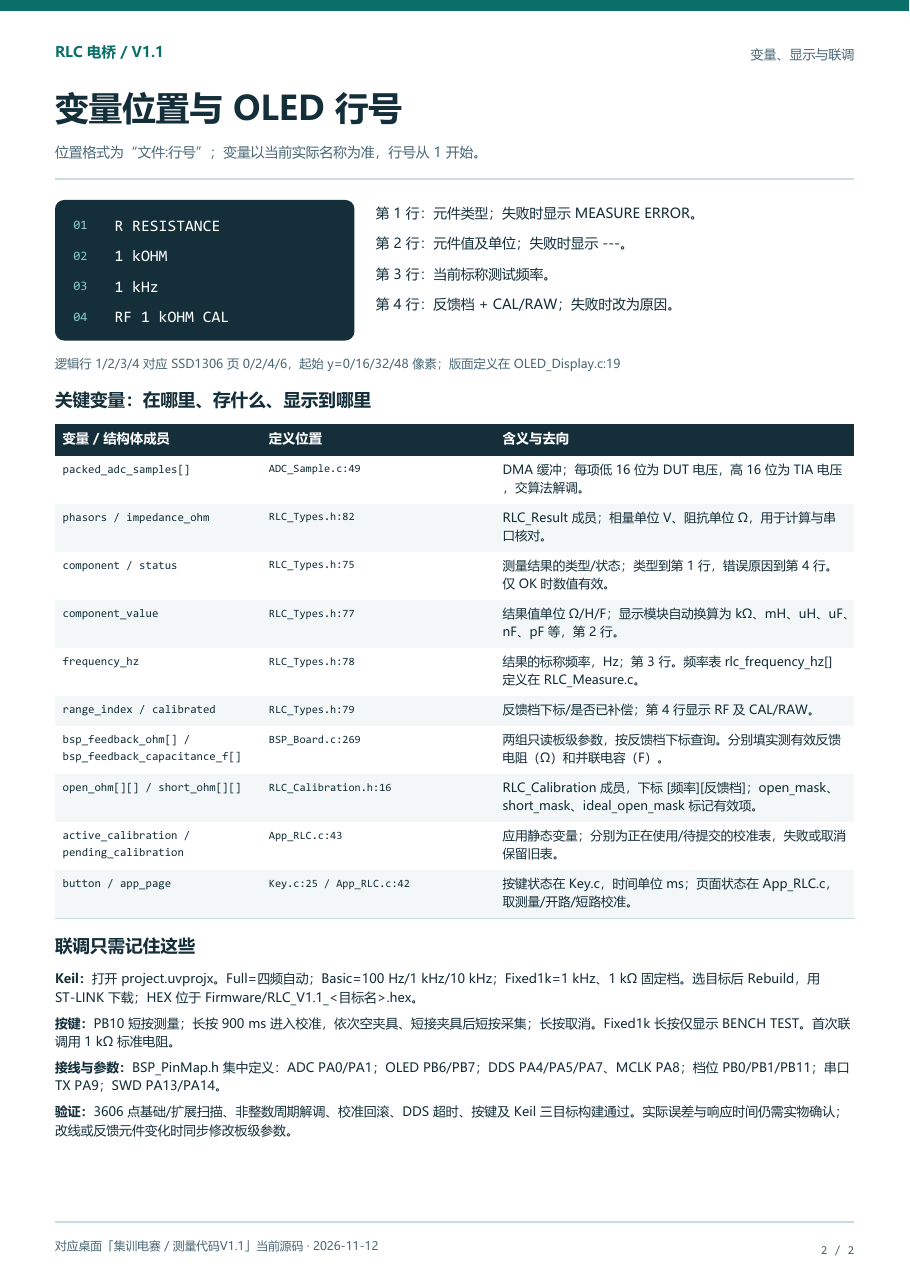 RLC 电桥 / V1.1
变量、显示与联调
变量位置与 OLED 行号
位置格式为“文件:行号”；变量以当前实际名称为准，行号从 1 开始。
01 R RESISTANCE
02 1 kOHM
03 1 kHz
04 RF 1 kOHM CAL
第 1 行：元件类型；失败时显示 MEASURE ERROR。
第 2 行：元件值及单位；失败时显示 ---。
第 3 行：当前标称测试频率。
第 4 行：反馈档 + CAL/RAW；失败时改为原因。
逻辑行 1/2/3/4 对应 SSD1306 页 0/2/4/6，起始 y=0/16/32/48 像素；版面定义在 OLED_Display.c:19
关键变量：在哪里、存什么、显示到哪里
变量 / 结构体成员 定义位置 含义与去向
packed_adc_samples[] ADC_Sample.c:49 DMA 缓冲；每项低 16 位为 DUT 电压，高 16 位为 TIA 电压
，交算法解调。
phasors / impedance_ohm RLC_Types.h:82 RLC_Result 成员；相量单位 V、阻抗单位 Ω，用于计算与串
口核对。
component / status RLC_Types.h:75 测量结果的类型/状态；类型到第 1 行，错误原因到第 4 行。
仅 OK 时数值有效。
component_value RLC_Types.h:77 结果值单位 Ω/H/F；显示模块自动换算为 kΩ、mH、uH、uF、
nF、pF 等，第 2 行。
frequency_hz RLC_Types.h:78 结果的标称频率，Hz；第 3 行。频率表 rlc_frequency_hz[]
定义在 RLC_Measure.c。
range_index / calibrated RLC_Types.h:79 反馈档下标/是否已补偿；第 4 行显示 RF 及 CAL/RAW。
bsp_feedback_ohm[] / BSP_Board.c:269 两组只读板级参数，按反馈档下标查询。分别填实测有效反馈
bsp_feedback_capacitance_f[] 电阻（Ω）和并联电容（F）。
open_ohm[][] / short_ohm[][] RLC_Calibration.h:16 RLC_Calibration 成员，下标 [频率][反馈档]；open_mask、
short_mask、ideal_open_mask 标记有效项。
active_calibration / App_RLC.c:43 应用静态变量；分别为正在使用/待提交的校准表，失败或取消
pending_calibration 保留旧表。
button / app_page Key.c:25 / App_RLC.c:42 按键状态在 Key.c，时间单位 ms；页面状态在 App_RLC.c，
取测量/开路/短路校准。
联调只需记住这些
Keil：打开 project.uvprojx。Full=四频自动；Basic=100 Hz/1 kHz/10 kHz；Fixed1k=1 kHz、1 kΩ 固定档。选目标后 Rebuild，用
ST-LINK 下载；HEX 位于 Firmware/RLC_V1.1_<目标名>.hex。
按键：PB10 短按测量；长按 900 ms 进入校准，依次空夹具、短接夹具后短按采集；长按取消。Fixed1k 长按仅显示 BENCH TEST。首次联
调用 1 kΩ 标准电阻。
接线与参数：BSP_PinMap.h 集中定义：ADC PA0/PA1；OLED PB6/PB7；DDS PA4/PA5/PA7、MCLK PA8；档位 PB0/PB1/PB11；串口
TX PA9；SWD PA13/PA14。
验证：3606 点基础/扩展扫描、非整数周期解调、校准回滚、DDS 超时、按键及 Keil 三目标构建通过。实际误差与响应时间仍需实物确认；
改线或反馈元件变化时同步修改板级参数。
对应桌面「集训电赛 / 测量代码V1.1」当前源码 · 2026-11-12
2 / 2